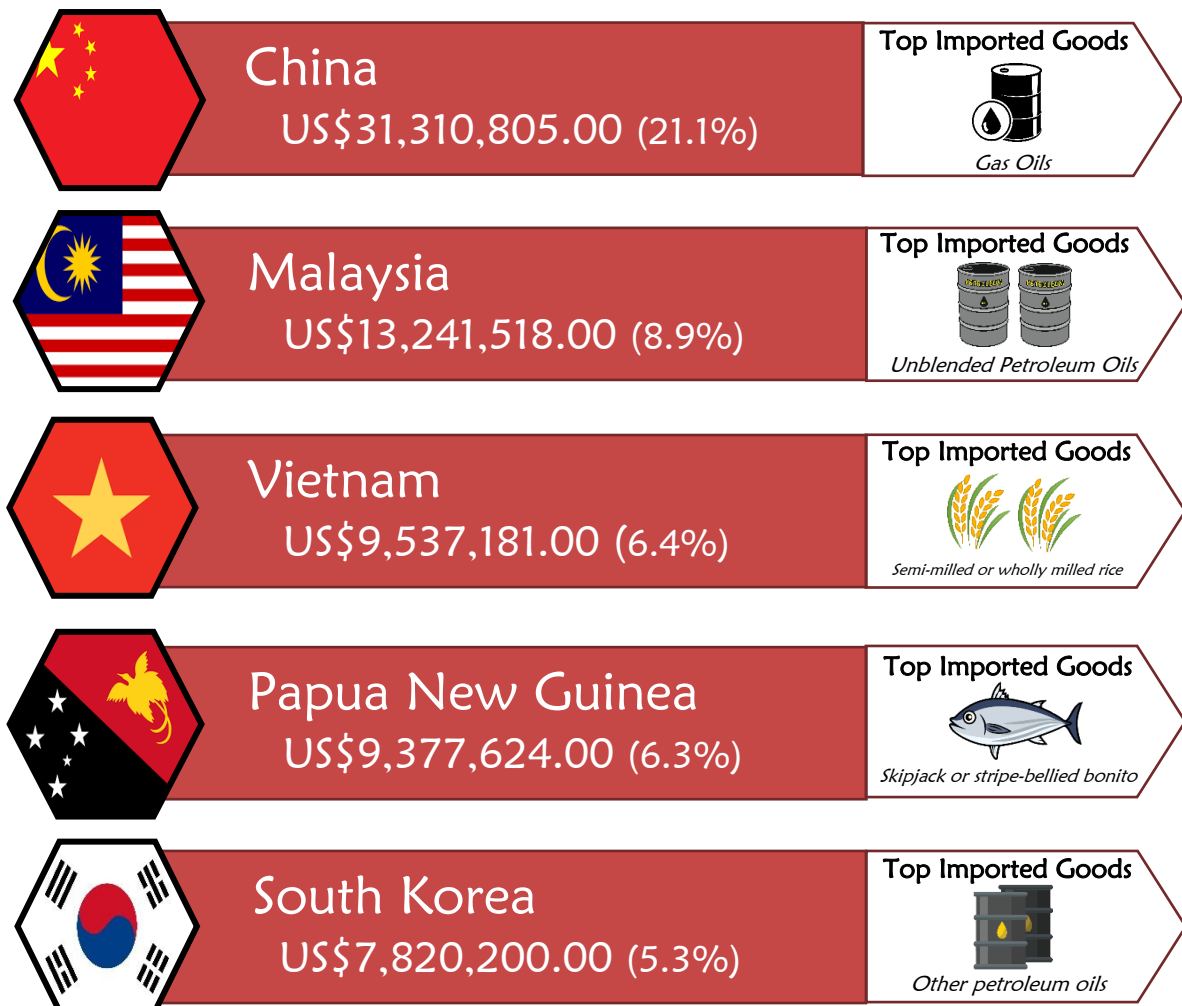 China
US$31,310,805.00 (21.1%)
Top Imported Goods
Gas Oils
Malaysia
US$13,241,518.00 (8.9%)
Top Imported Goods
Unblended Petroleum Oils
Vietnam
US$9,537,181.00 (6.4%)
Top Imported Goods
Semi-milled or wholly milled rice
Papua New Guinea
US$9,377,624.00 (6.3%)
Top Imported Goods
Skipjack or stripe-bellied bonito
South Korea
US$7,820,200.00 (5.3%)
Top Imported Goods
Other petroleum oils